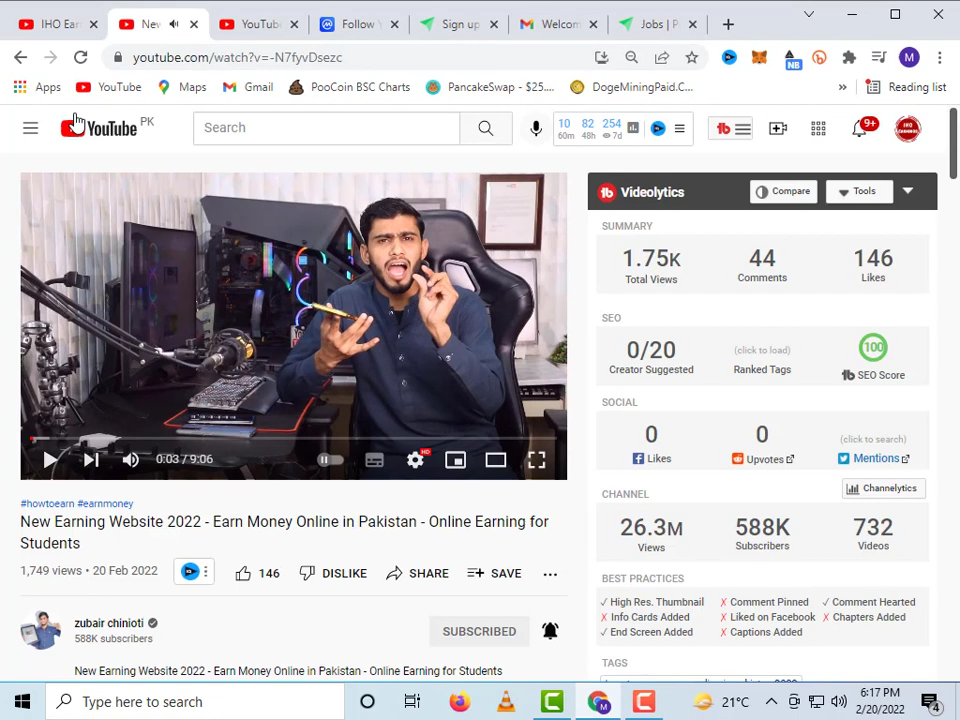 IHO Earn
New
YouTube
Follow
Sign up
Welcom
Jobs | P
youtube.com/watch?v=-N7fyvDsezc
NB
M
Apps
YouTube
Maps
Gmail
PooCoin BSC Charts
PancakeSwap - $25....
DogeMiningPaid.C...
»
Reading list
YouTube PK
Search
10 82 254
60m 48h 7d
9+
Videolytics
Compare
Tools
SUMMARY
1.75K 44 146
Total Views Comments Likes
SEO
0/20 (click to load) 100
Creator Suggested Ranked Tags SEO Score
SOCIAL
0 0 (click to search)
Likes Upvotes Mentions
Channelytics
CHANNEL
26.3M 588K 732
Views Subscribers Videos
BEST PRACTICES
✓ High Res. Thumbnail ✗ Comment Pinned ✓ Comment Hearted
✗ Info Cards Added ✗ Liked on Facebook ✗ Chapters Added
✓ End Screen Added ✗ Captions Added
TAGS
0:03 / 9:06
HD
#howtoearn #earnmoney
New Earning Website 2022 - Earn Money Online in Pakistan - Online Earning for
Students
1,749 views • 20 Feb 2022
146 DISLIKE SHARE SAVE
zubair chinioti
588K subscribers
SUBSCRIBED
New Earning Website 2022 - Earn Money Online in Pakistan - Online Earning for Students
Type here to search
21°C
6:17 PM
2/20/2022
4